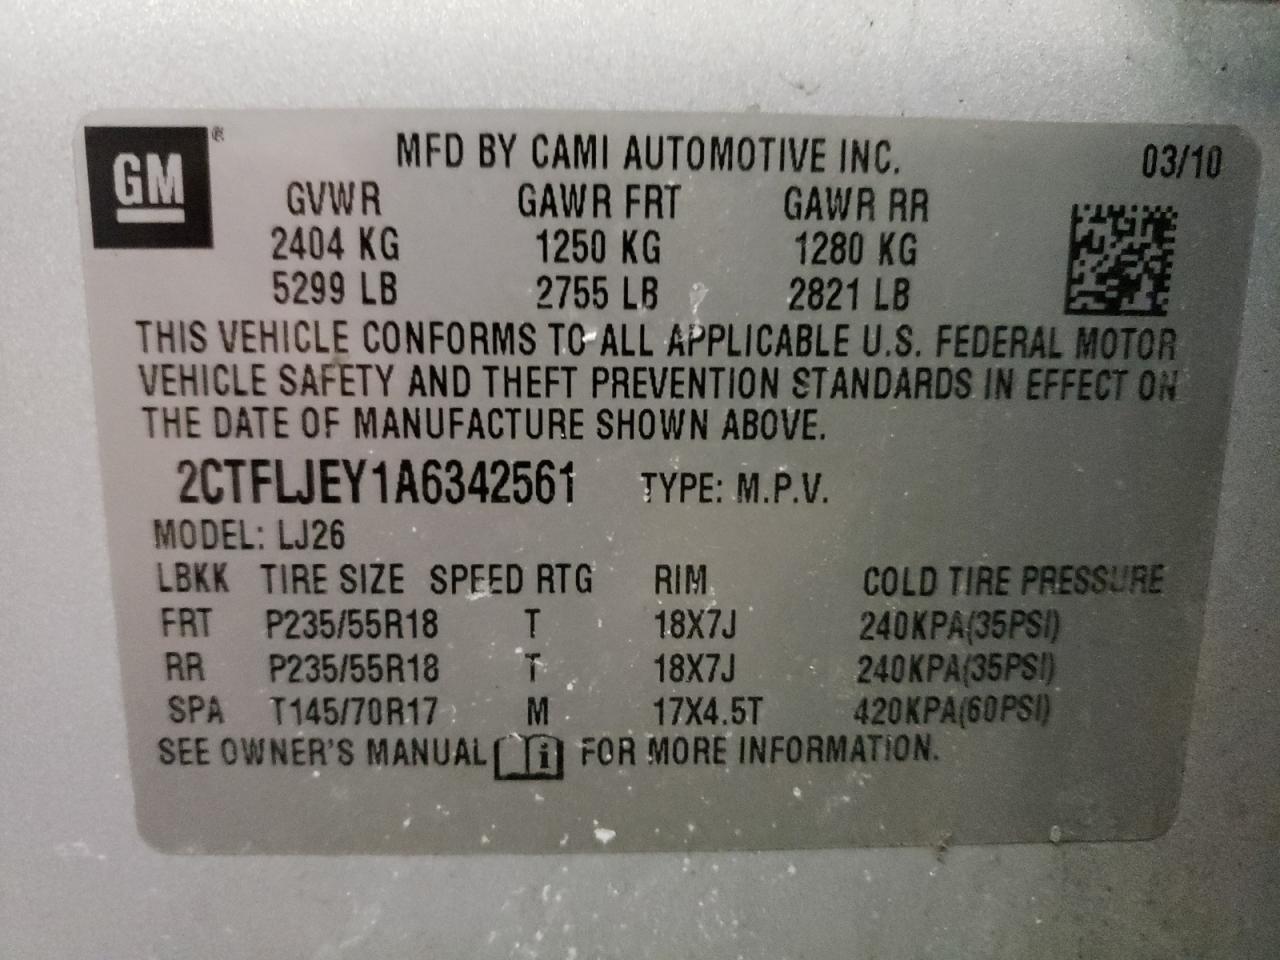 GM ®
MFD BY CAMI AUTOMOTIVE INC. 03/10
GVWR GAWR FRT GAWR RR
2404 KG 1250 KG 1280 KG
5299 LB 2755 LB 2821 LB
THIS VEHICLE CONFORMS TO ALL APPLICABLE U.S. FEDERAL MOTOR
VEHICLE SAFETY AND THEFT PREVENTION STANDARDS IN EFFECT ON
THE DATE OF MANUFACTURE SHOWN ABOVE.
2CTFLJEY1A6342561 TYPE: M.P.V.
MODEL: LJ26
LBKK TIRE SIZE SPEED RTG RIM COLD TIRE PRESSURE
FRT P235/55R18 T 18X7J 240KPA(35PSI)
RR P235/55R18 T 18X7J 240KPA(35PSI)
SPA T145/70R17 M 17X4.5T 420KPA(60PSI)
SEE OWNER'S MANUAL i FOR MORE INFORMATION.